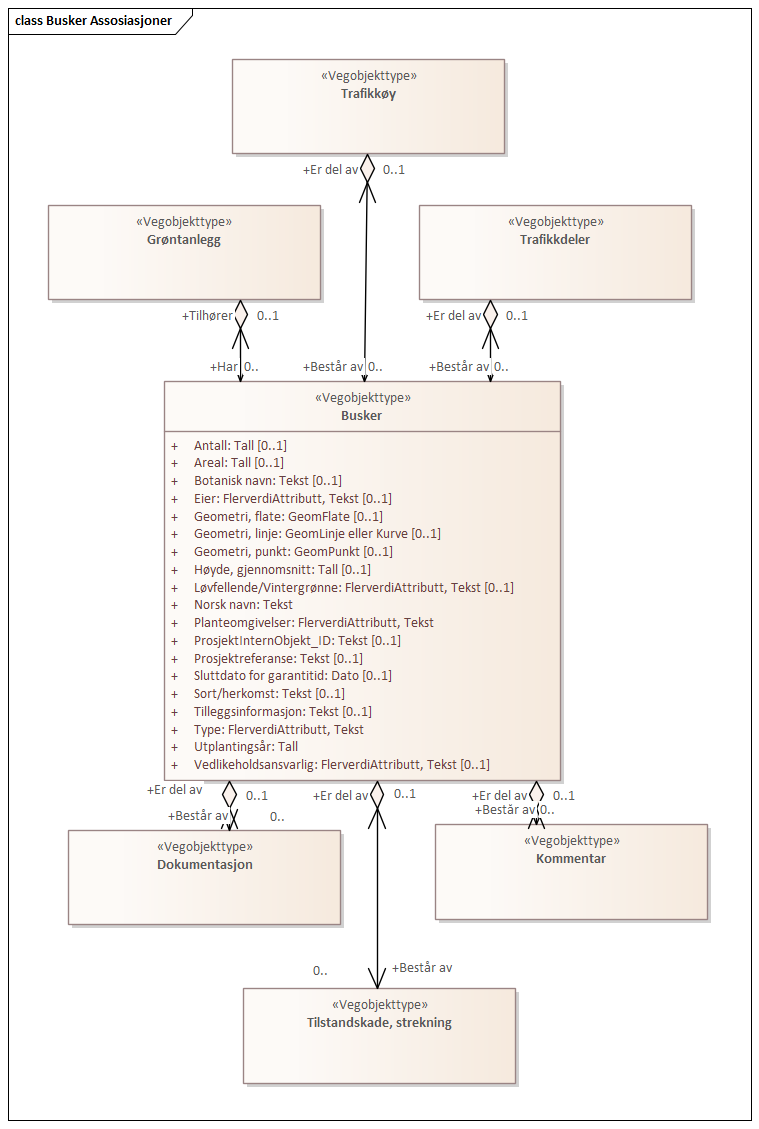 class Busker Assosiasjoner
«Vegobjekttype»
Trafikkøy
+Er del av
0..1
«Vegobjekttype»
Grøntanlegg
«Vegobjekttype»
Trafikkdeler
+Tilhører
0..1
+Er del av
0..1
+Har
0..
+Består av
0..
+Består av
0..
«Vegobjekttype»
Busker
+ Antall: Tall [0..1]
+ Areal: Tall [0..1]
+ Botanisk navn: Tekst [0..1]
+ Eier: FlerverdiAttributt, Tekst [0..1]
+ Geometri, flate: GeomFlate [0..1]
+ Geometri, linje: GeomLinje eller Kurve [0..1]
+ Geometri, punkt: GeomPunkt [0..1]
+ Høyde, gjennomsnitt: Tall [0..1]
+ Løvfellende/Vintergrønne: FlerverdiAttributt, Tekst [0..1]
+ Norsk navn: Tekst
+ Planteomgivelser: FlerverdiAttributt, Tekst
+ ProsjektInternObjekt_ID: Tekst [0..1]
+ Prosjektreferanse: Tekst [0..1]
+ Sluttdato for garantitid: Dato [0..1]
+ Sort/herkomst: Tekst [0..1]
+ Tilleggsinformasjon: Tekst [0..1]
+ Type: FlerverdiAttributt, Tekst
+ Utplantingsår: Tall
+ Vedlikeholdsansvarlig: FlerverdiAttributt, Tekst [0..1]
+Er del av
0..1
+Er del av
0..1
+Er del av
0..1
+Består av
0..
+Består av
0..
«Vegobjekttype»
Dokumentasjon
«Vegobjekttype»
Kommentar
0..
+Består av
«Vegobjekttype»
Tilstandskade, strekning